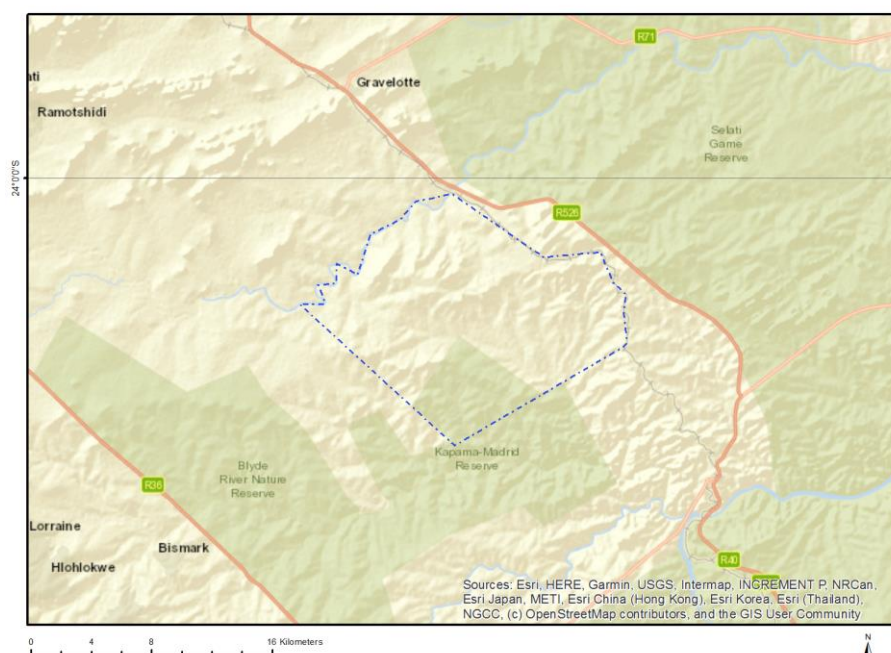 R71
Gravelotte
ati
Ramotshidi
Selati
Game
Reserve
24°0'0"S
R526
Kapama-Madrid
Reserve
Blyde
River Nature
Reserve
R36
Lorraine
Bismark
Hlohlokwe
R40
Sources: Esri, HERE, Garmin, USGS, Intermap, INCREMENT P, NRCan,
Esri Japan, METI, Esri China (Hong Kong), Esri Korea, Esri (Thailand),
NGCC, (c) OpenStreetMap contributors, and the GIS User Community
0 4 8 16 Kilometers
N